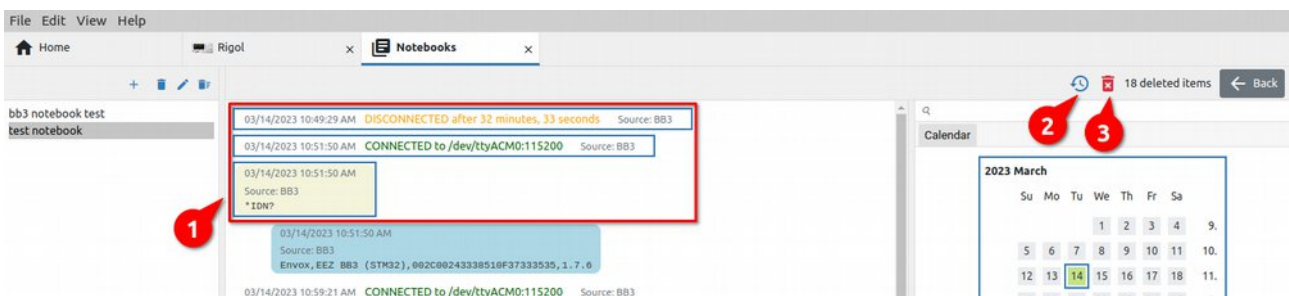 File Edit View Help
Home Rigol x Notebooks x
18 deleted items Back
bb3 notebook test
test notebook
03/14/2023 10:49:29 AM DISCONNECTED after 32 minutes, 33 seconds Source: BB3
03/14/2023 10:51:50 AM CONNECTED to /dev/ttyACM0:115200 Source: BB3
03/14/2023 10:51:50 AM
Source: BB3
*IDN?
03/14/2023 10:51:50 AM
Source: BB3
Envox,EEZ BB3 (STM32),002C00243338510F37333535,1.7.6
03/14/2023 10:59:21 AM CONNECTED to /dev/ttyACM0:115200 Source: BB3
1
2
3
Calendar
2023 March
Su Mo Tu We Th Fr Sa
1 2 3 4 9.
5 6 7 8 9 10 11 10.
12 13 14 15 16 17 18 11.